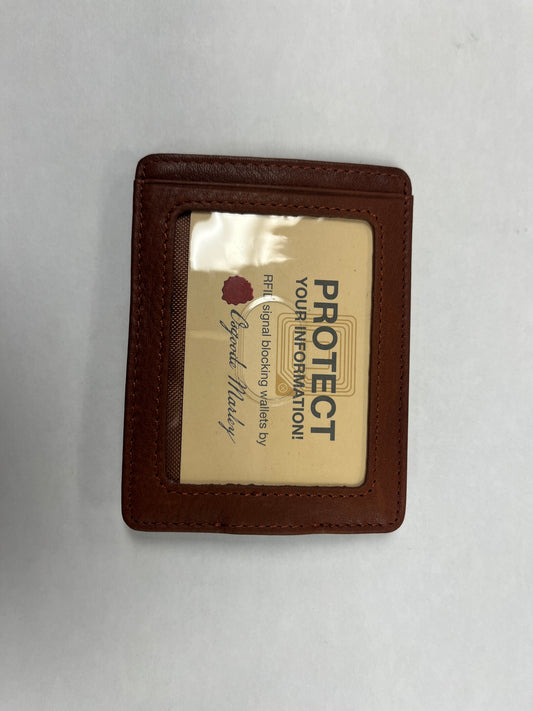 PROTECT
YOUR INFORMATION!
RFID signal blocking wallets by
Osgoode Marley